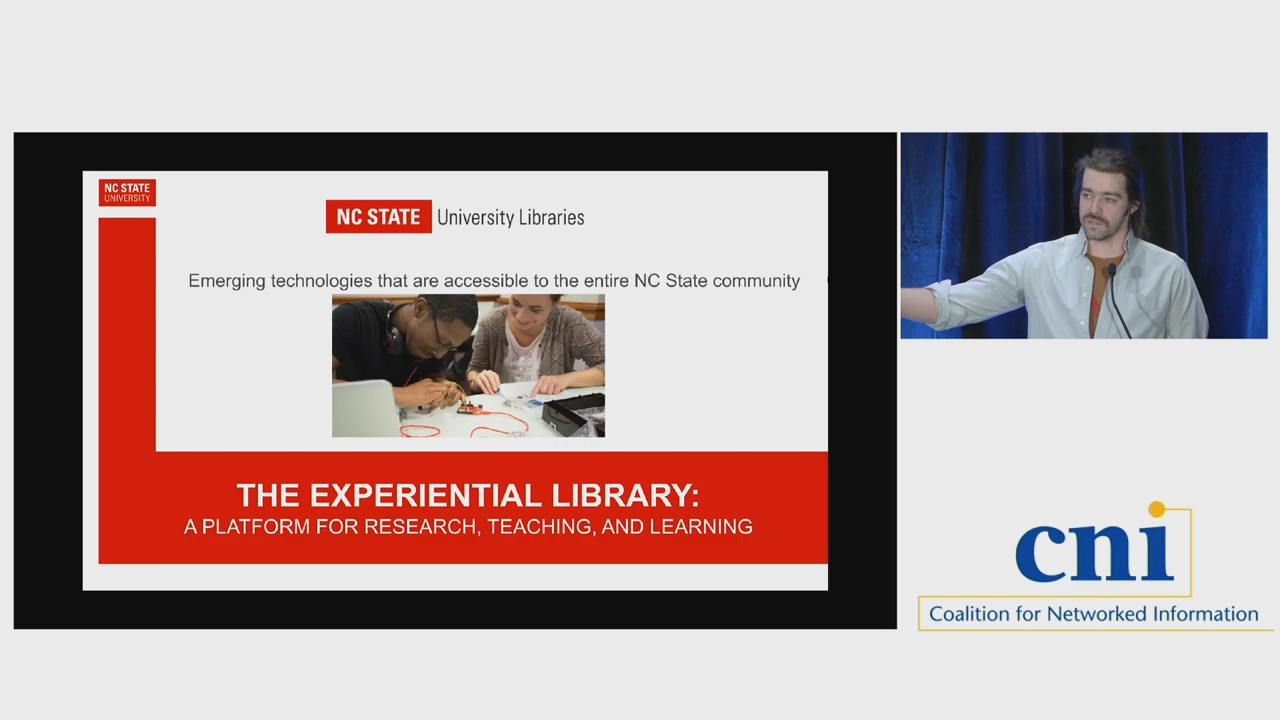 NC STATE
UNIVERSITY
NC STATE University Libraries
Emerging technologies that are accessible to the entire NC State community
THE EXPERIENTIAL LIBRARY:
A PLATFORM FOR RESEARCH, TEACHING, AND LEARNING
cni
Coalition for Networked Information